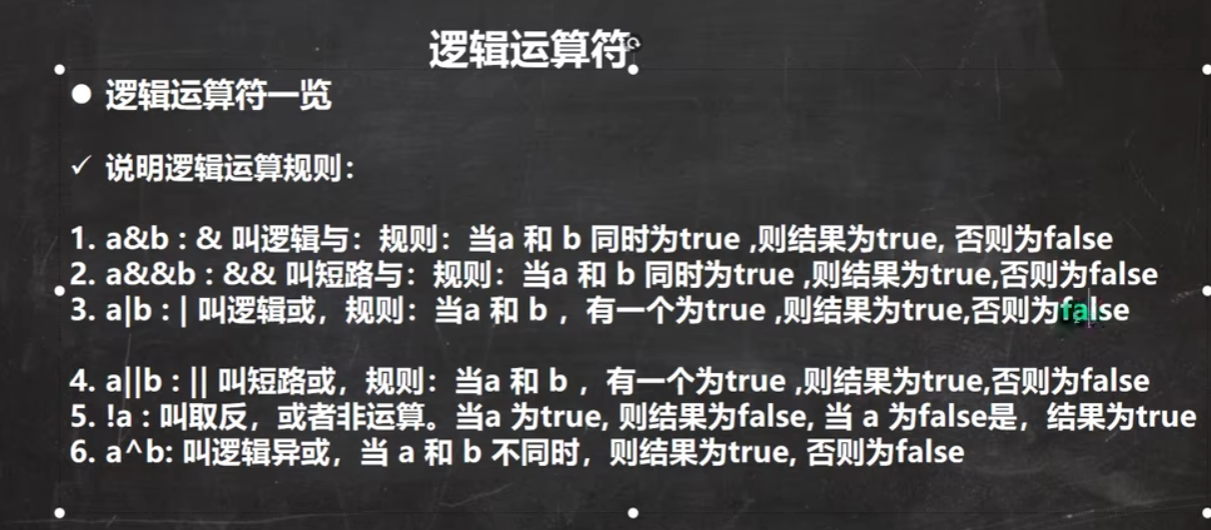 逻辑运算符
● 逻辑运算符一览
✓ 说明逻辑运算规则：
1. a&b : & 叫逻辑与：规则：当a 和 b 同时为true ,则结果为true, 否则为false
2. a&&b : && 叫短路与：规则：当a 和 b 同时为true ,则结果为true,否则为false
3. a|b : | 叫逻辑或，规则：当a 和 b ，有一个为true ,则结果为true,否则为false
4. a||b : || 叫短路或，规则：当a 和 b ，有一个为true ,则结果为true,否则为false
5. !a : 叫取反，或者非运算。当a 为true, 则结果为false, 当 a 为false是，结果为true
6. a^b: 叫逻辑异或，当 a 和 b 不同时，则结果为true, 否则为false